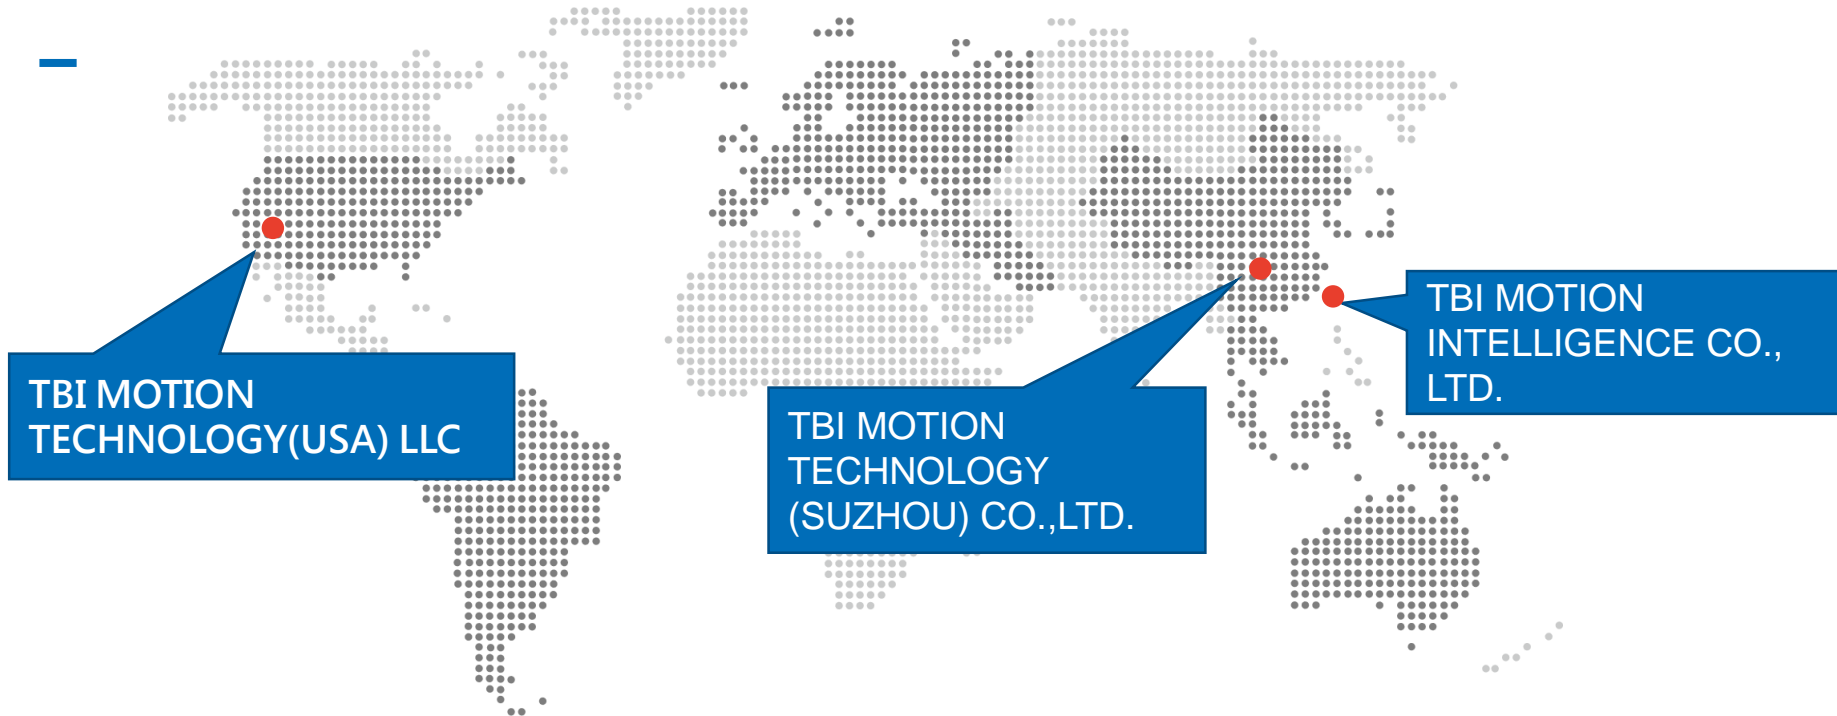 TBI MOTION
TECHNOLOGY(USA) LLC
TBI MOTION
TECHNOLOGY
(SUZHOU) CO.,LTD.
TBI MOTION
INTELLIGENCE CO.,
LTD.